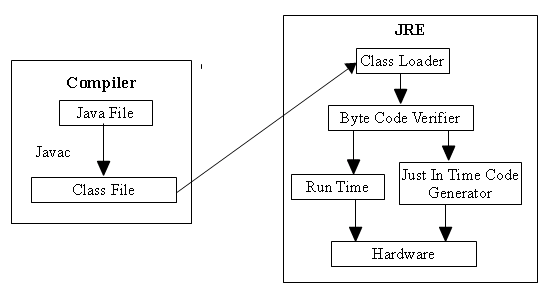 Compiler
Java File
Javac
Class File
JRE
Class Loader
Byte Code Verifier
Run Time
Just In Time Code
Generator
Hardware